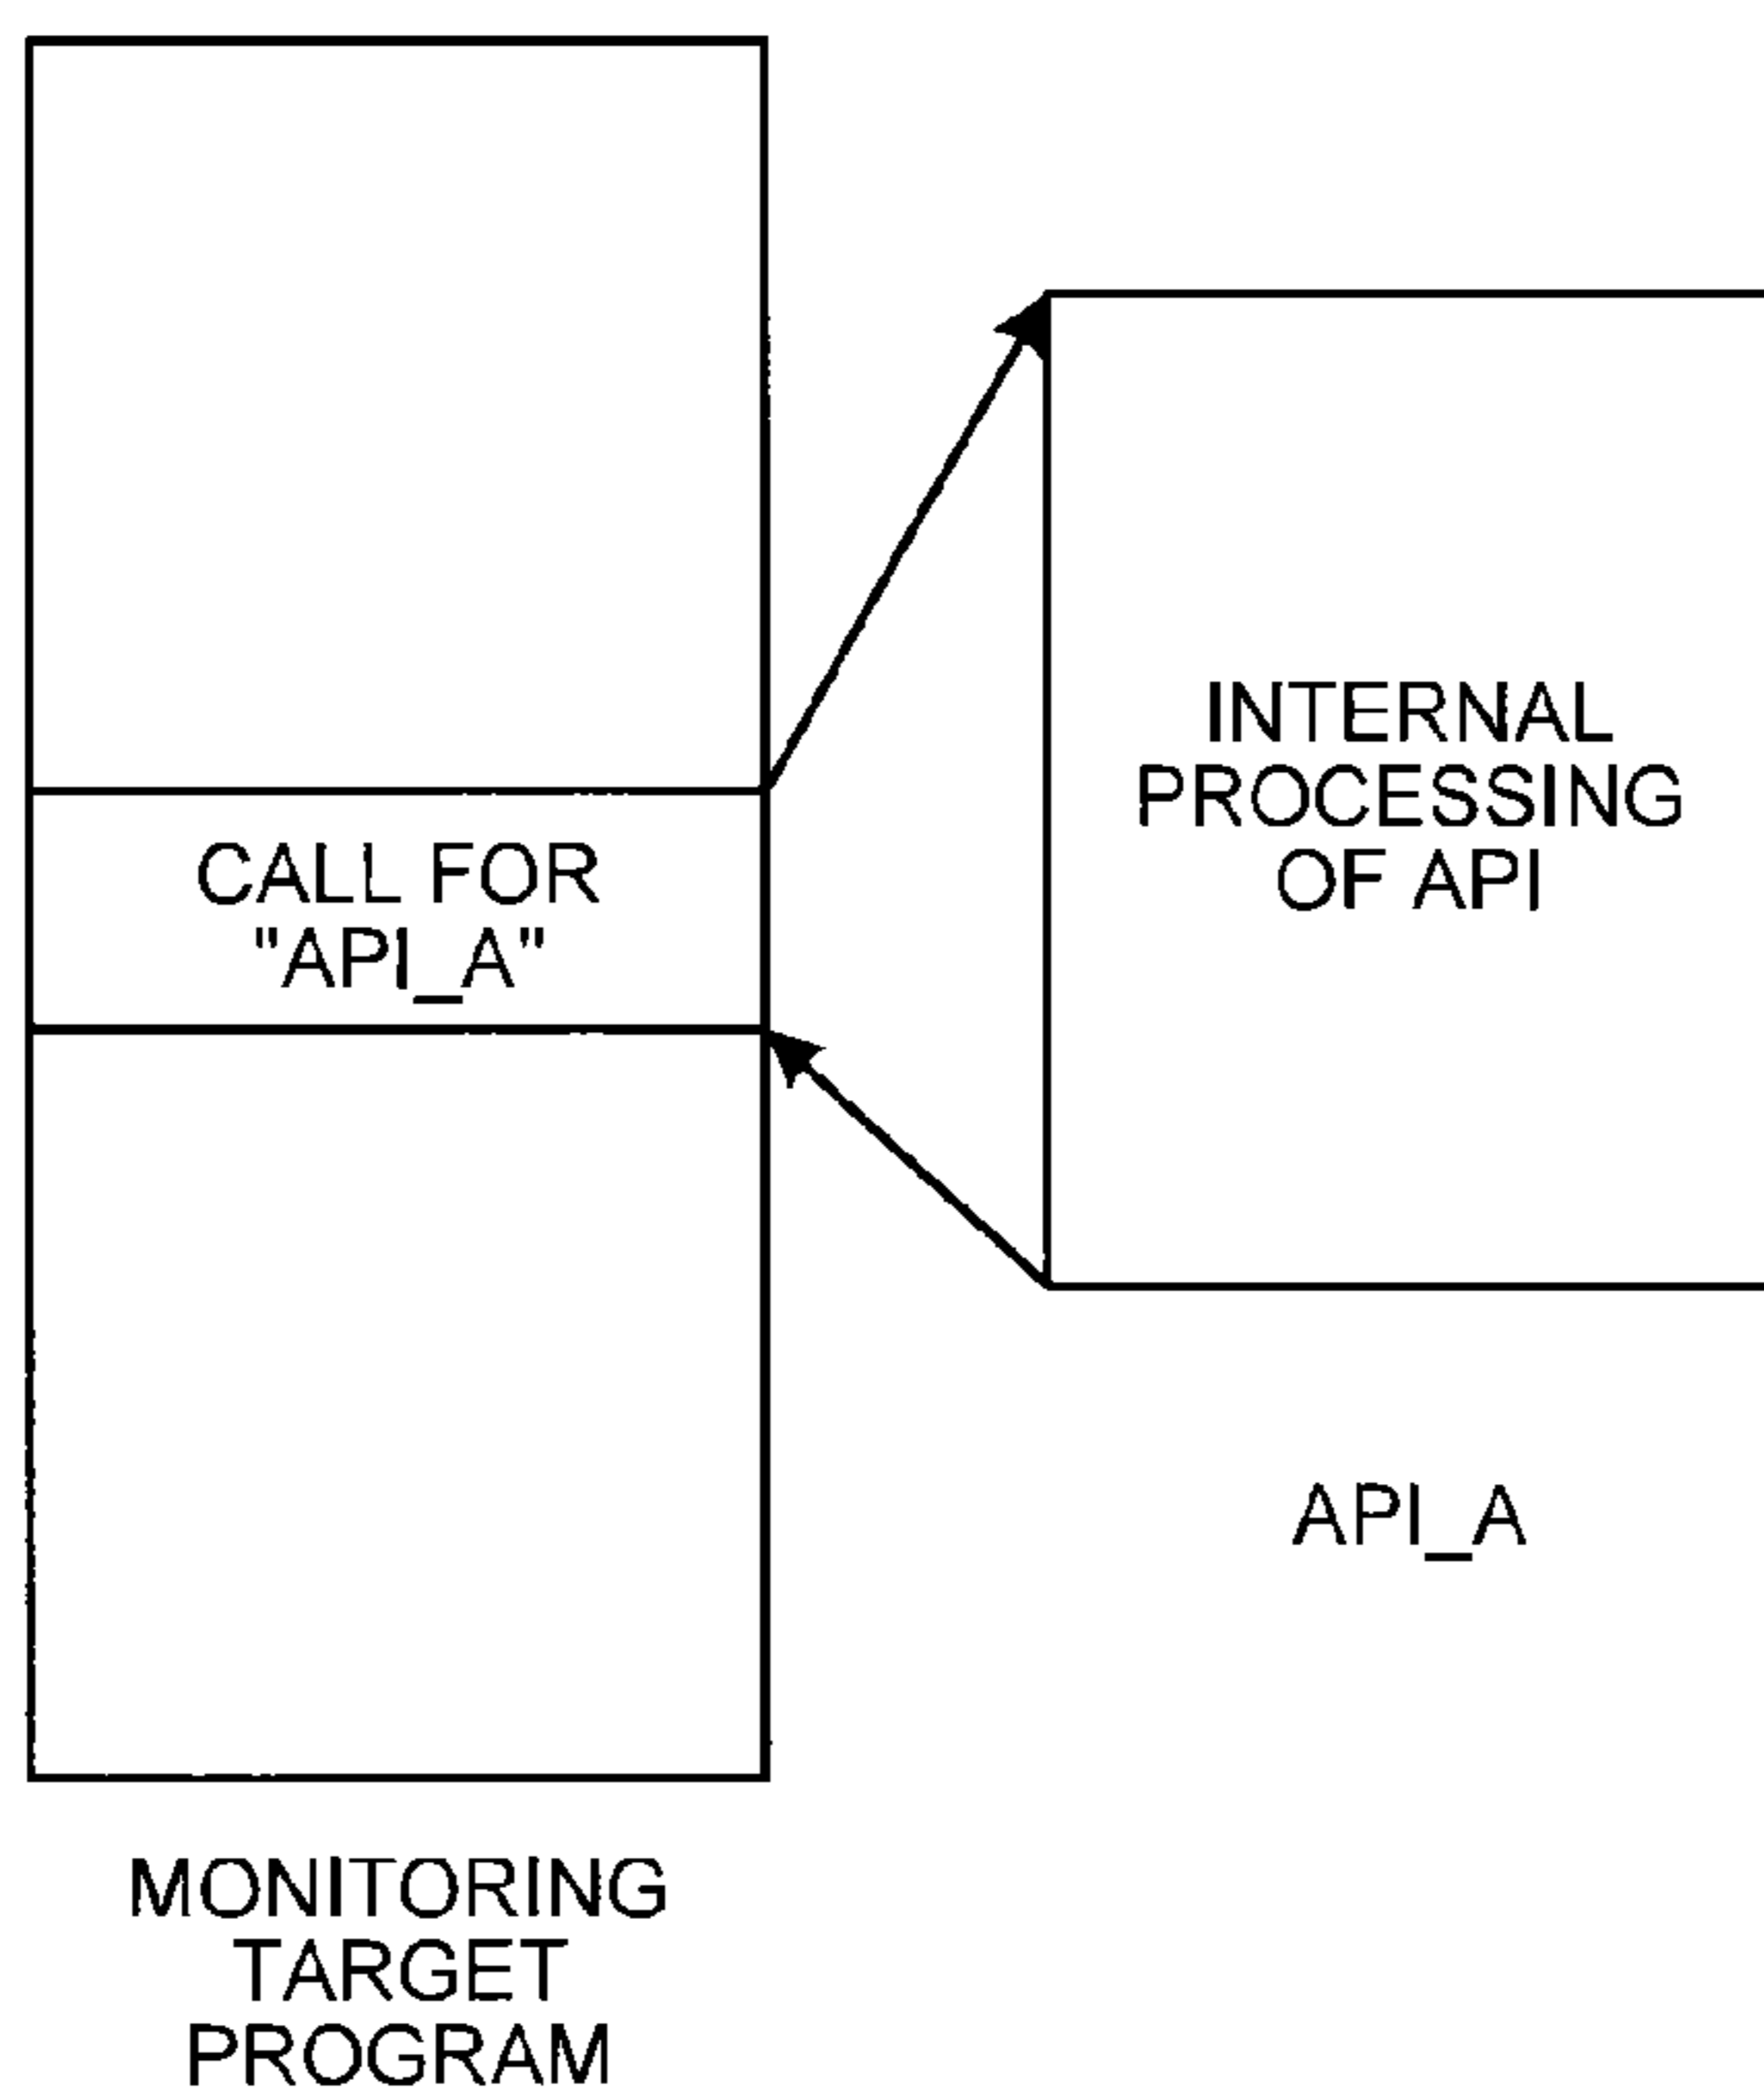 CALL FOR
"API_A"
INTERNAL
PROCESSING
OF API
API_A
MONITORING
TARGET
PROGRAM